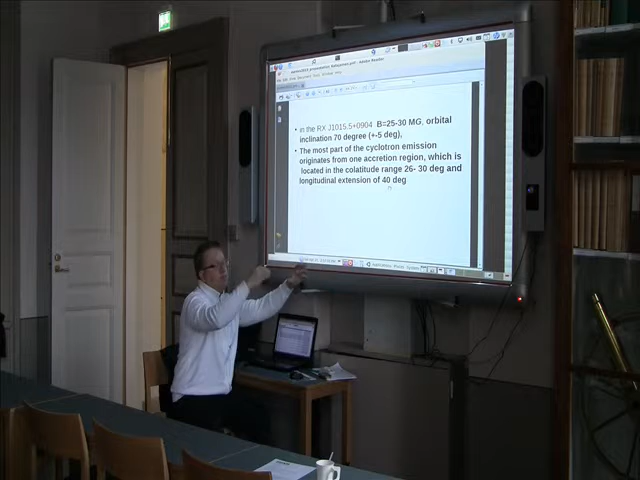 • in the RX J1015.5+0904 B=25-30 MG, orbital
inclination 70 degree (+-5 deg),
• The most part of the cyclotron emission
originates from one accretion region, which is
located in the colatitude range 26- 30 deg and
longitudinal extension of 40 deg